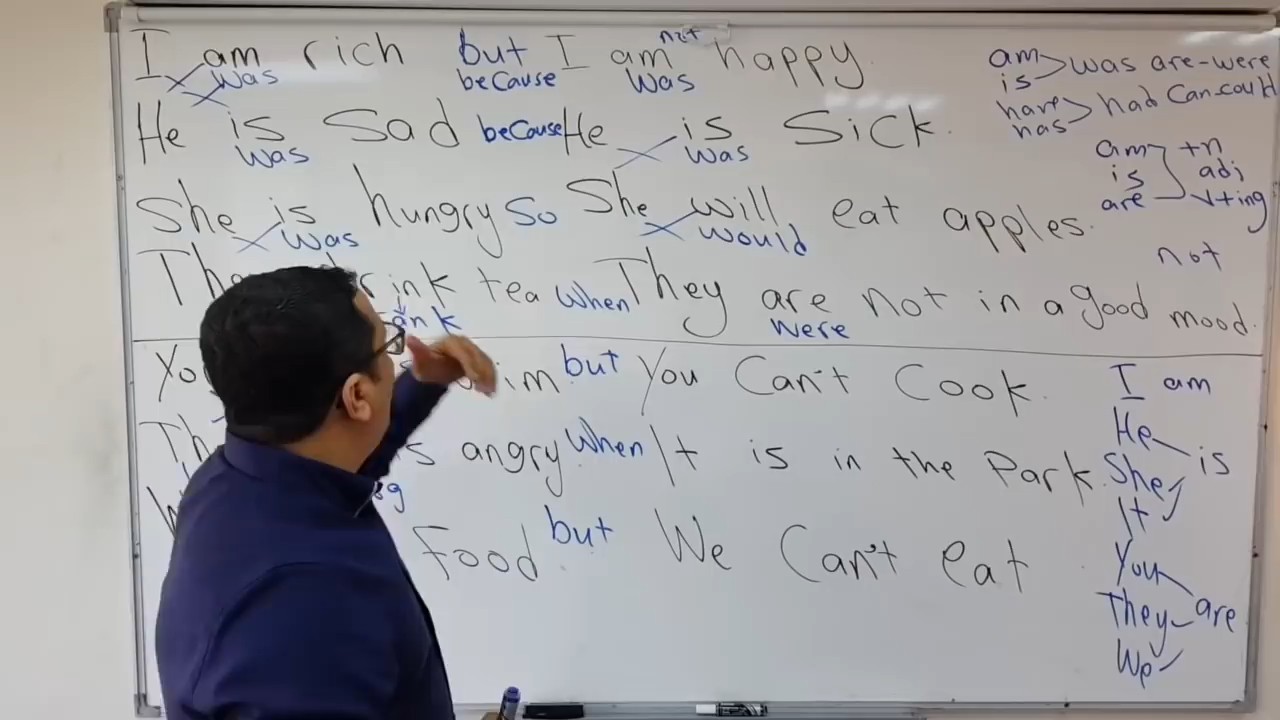 I am rich but I am not happy.
was because was
He is Sad because He is Sick.
was was
She is hungry so She will eat apples.
was would
drink tea when They are not in a good mood.
were
but You Can't Cook.
angry when It is in the Park.
Food but We Can't eat
am is > was are-were
have has > had Can-could
am +n
is adj
are v+ing
not
I am
He
She is
It
You
They are
We